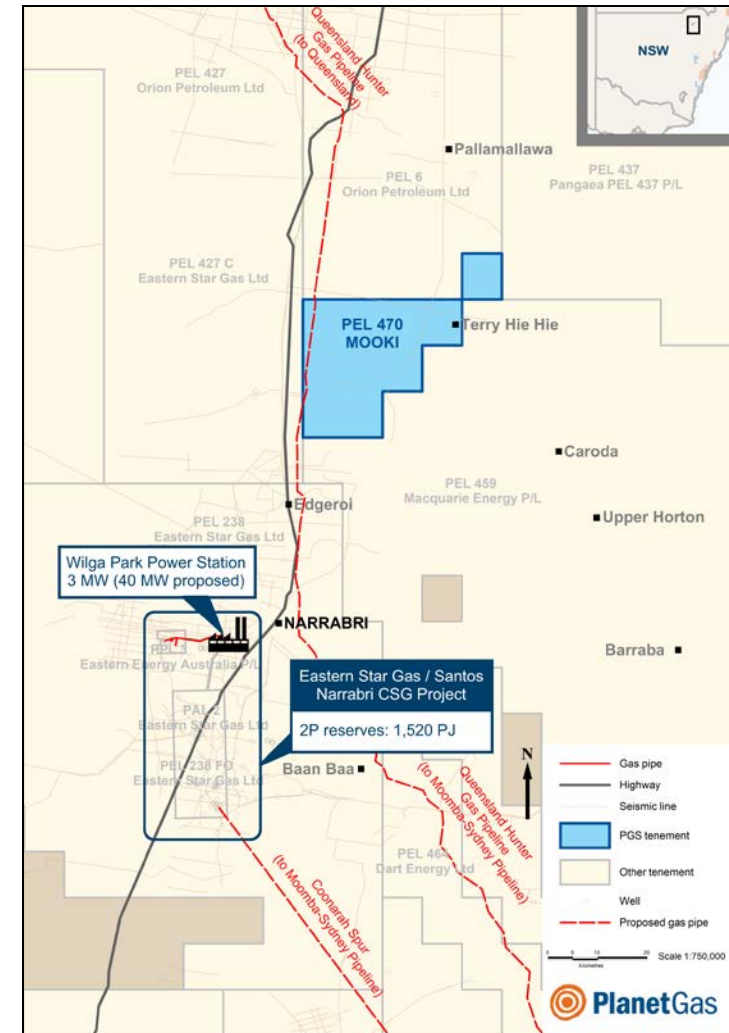 Queensland Hunter
Gas Pipeline
(to Queensland)
NSW
PEL 427
Orion Petroleum Ltd
Pallamallawa
PEL 6
Orion Petroleum Ltd
PEL 437
Pangaea PEL 437 P/L
PEL 427 C
Eastern Star Gas Ltd
PEL 470
MOOKI
Terry Hie Hie
Caroda
PEL 459
Macquarie Energy P/L
Edgeroi
Upper Horton
PEL 238
Eastern Star Gas Ltd
Wilga Park Power Station
3 MW (40 MW proposed)
NARRABRI
Eastern Energy Australia P/L
Barraba
Eastern Star Gas / Santos
Narrabri CSG Project
2P reserves: 1,520 PJ
PAL 2
Eastern Star Gas Ltd
PEL 238 FO
Eastern Star Gas Ltd
Baan Baa
Queensland Hunter
Gas Pipeline
(to Moomba-Sydney Pipeline)
PEL 464
Dart Energy Ltd
Coonarah Spur
(to Moomba-Sydney Pipeline)
N
Gas pipe
Highway
Seismic line
PGS tenement
Other tenement
Well
Proposed gas pipe
0 5 10 20
kilometres
Scale 1:750,000
PlanetGas